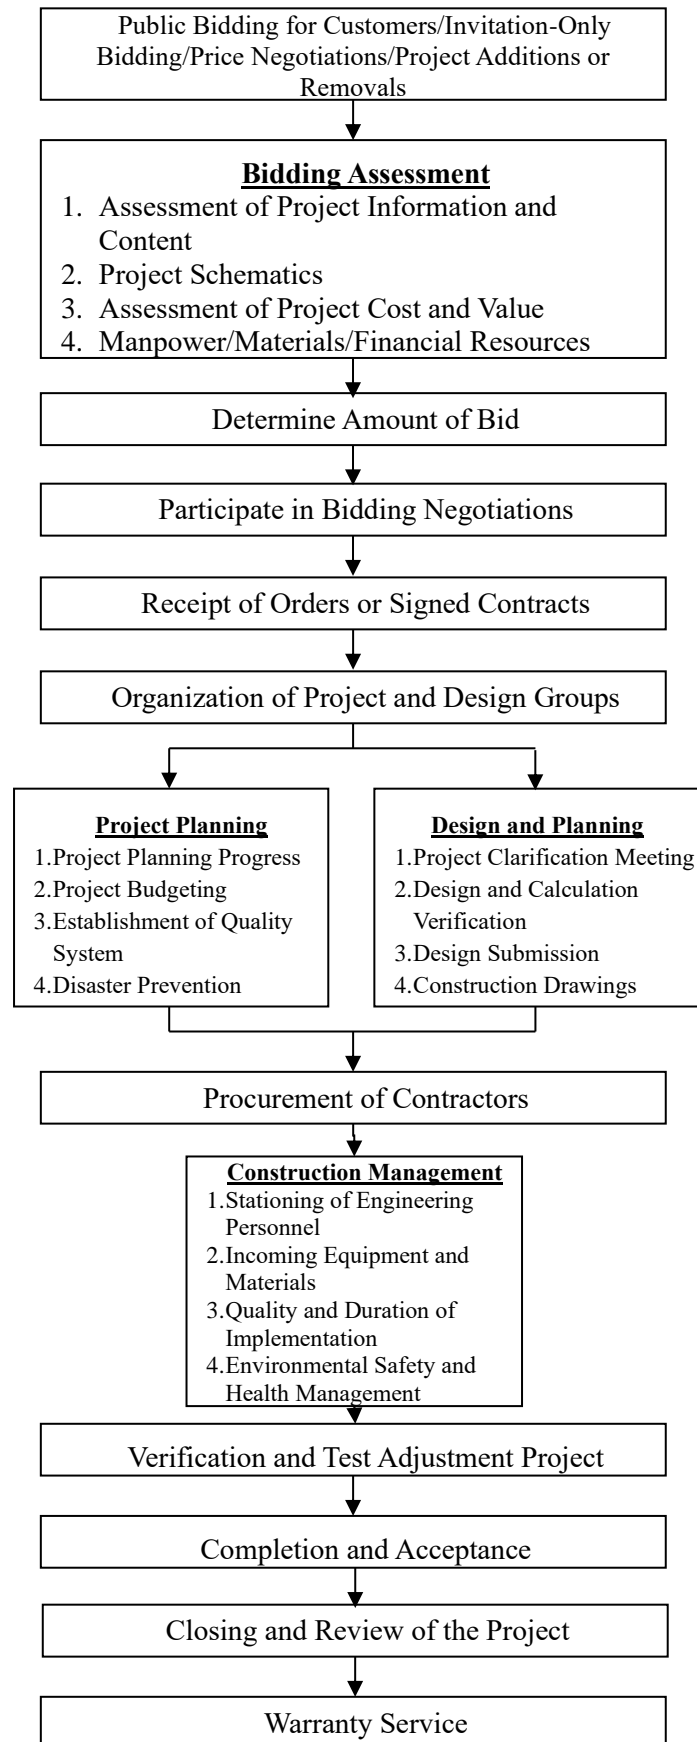 Public Bidding for Customers/Invitation-Only
Bidding/Price Negotiations/Project Additions or
Removals
Bidding Assessment
1. Assessment of Project Information and
Content
2. Project Schematics
3. Assessment of Project Cost and Value
4. Manpower/Materials/Financial Resources
Determine Amount of Bid
Participate in Bidding Negotiations
Receipt of Orders or Signed Contracts
Organization of Project and Design Groups
Project Planning
1.Project Planning Progress
2.Project Budgeting
3.Establishment of Quality
System
4.Disaster Prevention
Design and Planning
1.Project Clarification Meeting
2.Design and Calculation
Verification
3.Design Submission
4.Construction Drawings
Procurement of Contractors
Construction Management
1.Stationing of Engineering
Personnel
2.Incoming Equipment and
Materials
3.Quality and Duration of
Implementation
4.Environmental Safety and
Health Management
Verification and Test Adjustment Project
Completion and Acceptance
Closing and Review of the Project
Warranty Service